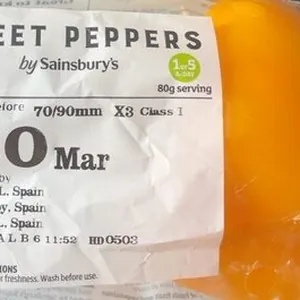 EET PEPPERS
by Sainsbury's
1 of 5
A-DAY
80g serving
efore 70/90mm X3 Class I
0 Mar
by
L, Spain
y, Spain
L, Spain
A L B 6 11:52 HD0503
IONS
r freshness. Wash before use.